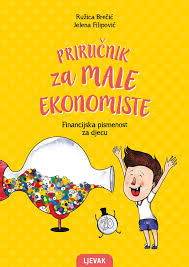 Ružica Brečić
Jelena Filipović
PRIRUČNIK
za MALE
EKONOMISTE
Financijska pismenost
za djecu
LJEVAK